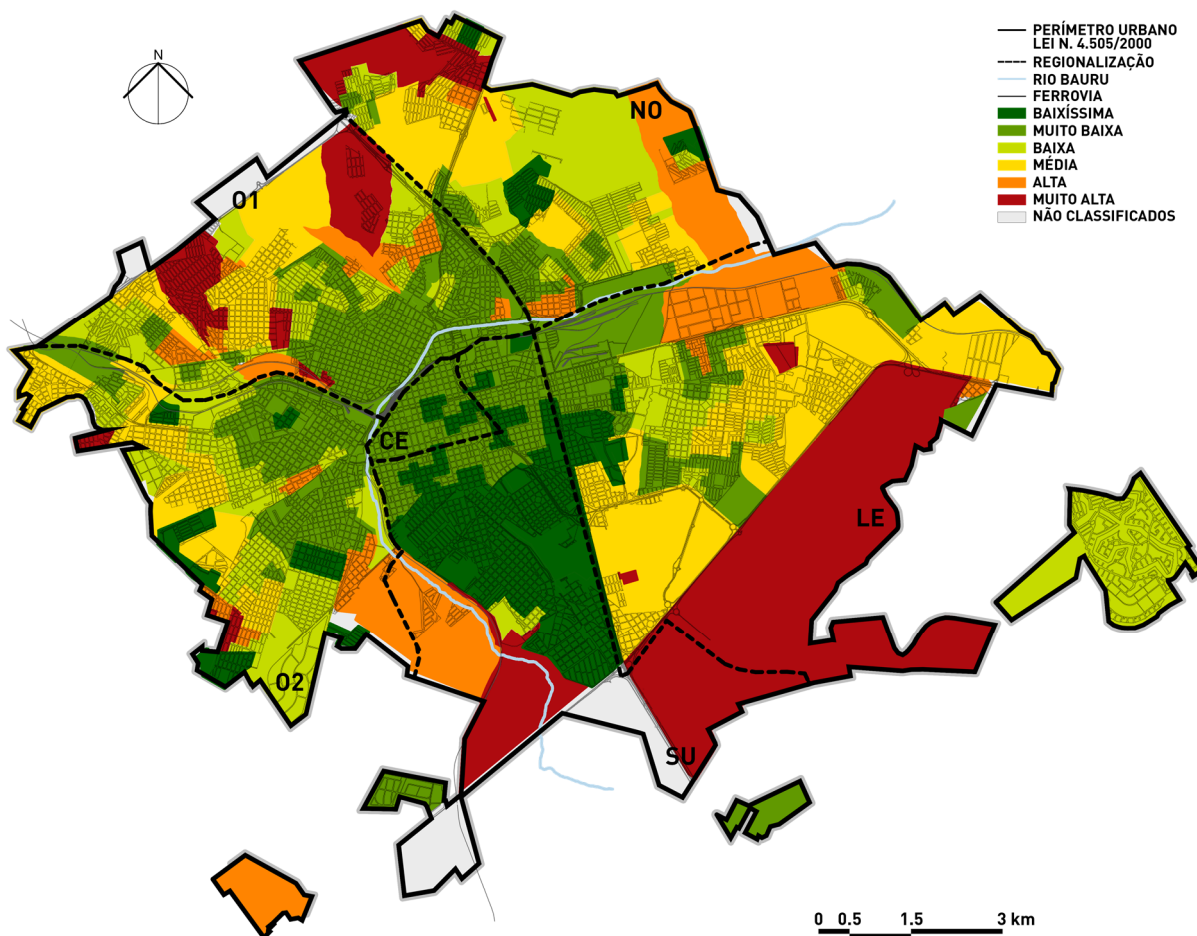 N
PERÍMETRO URBANO
LEI N. 4.505/2000
REGIONALIZAÇÃO
RIO BAURU
FERROVIA
BAIXÍSSIMA
MUITO BAIXA
BAIXA
MÉDIA
ALTA
MUITO ALTA
NÃO CLASSIFICADOS
NO
O1
CE
LE
O2
SU
0 0.5 1.5 3 km